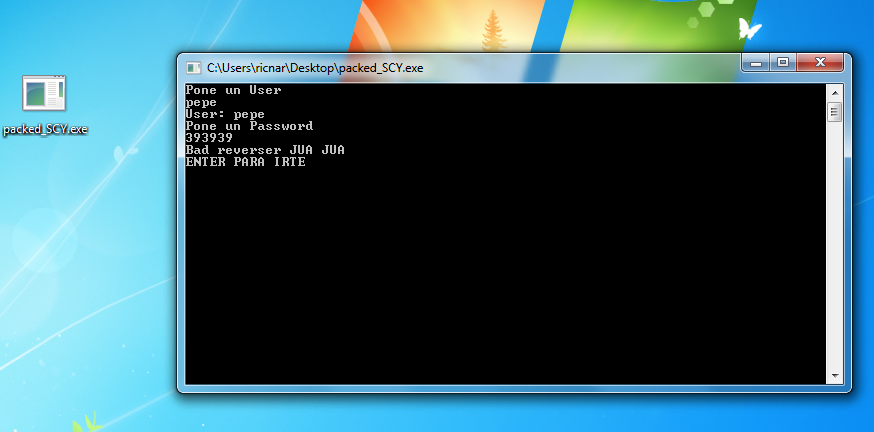 C:\Users\ricnar\Desktop\packed_SCY.exe
packed_SCY.exe
Pone un User
pepe
User: pepe
Pone un Password
393939
Bad reverser JUA JUA
ENTER PARA IRTE